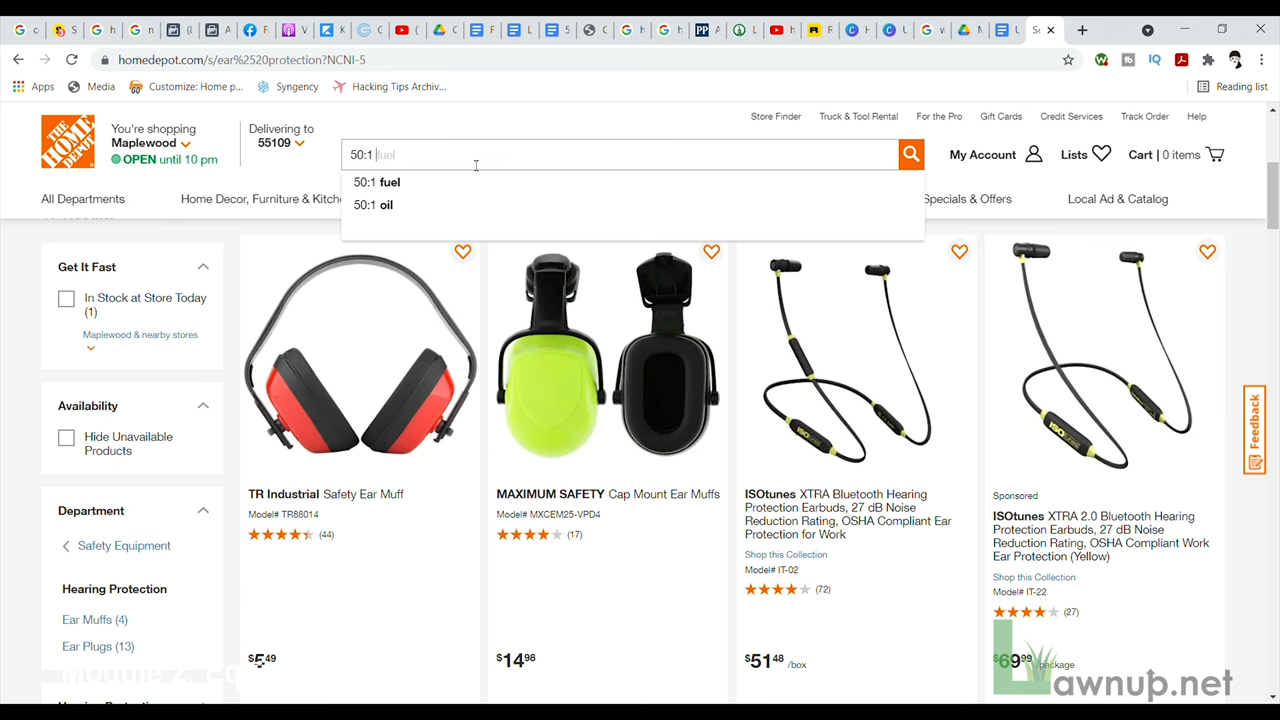 homedepot.com/s/ear%2520protection?NCNI-5
Apps
Media
Customize: Home p...
Syngency
Hacking Tips Archiv...
Reading list
THE HOME DEPOT
You're shopping
Maplewood
OPEN until 10 pm
Delivering to
55109
Store Finder
Truck & Tool Rental
For the Pro
Gift Cards
Credit Services
Track Order
Help
50:1 fuel
50:1 fuel
50:1 oil
My Account
Lists
Cart | 0 items
All Departments
Home Decor, Furniture & Kitche
Specials & Offers
Local Ad & Catalog
Get It Fast
In Stock at Store Today
(1)
Maplewood & nearby stores
Availability
Hide Unavailable
Products
Department
Safety Equipment
Hearing Protection
Ear Muffs (4)
Ear Plugs (13)
TR Industrial Safety Ear Muff
Model# TR88014
(44)
$5.49
MAXIMUM SAFETY Cap Mount Ear Muffs
Model# MXCEM25-VPD4
(17)
$14.98
ISOtunes XTRA Bluetooth Hearing
Protection Earbuds, 27 dB Noise
Reduction Rating, OSHA Compliant Ear
Protection for Work
Shop this Collection
Model# IT-02
(72)
$51.48 /box
Sponsored
ISOtunes XTRA 2.0 Bluetooth Hearing
Protection Earbuds, 27 dB Noise
Reduction Rating, OSHA Compliant Work
Ear Protection (Yellow)
Shop this Collection
Model# IT-22
(27)
$69.99 /package
Feedback
Module 2: Eq
Lawnup.net